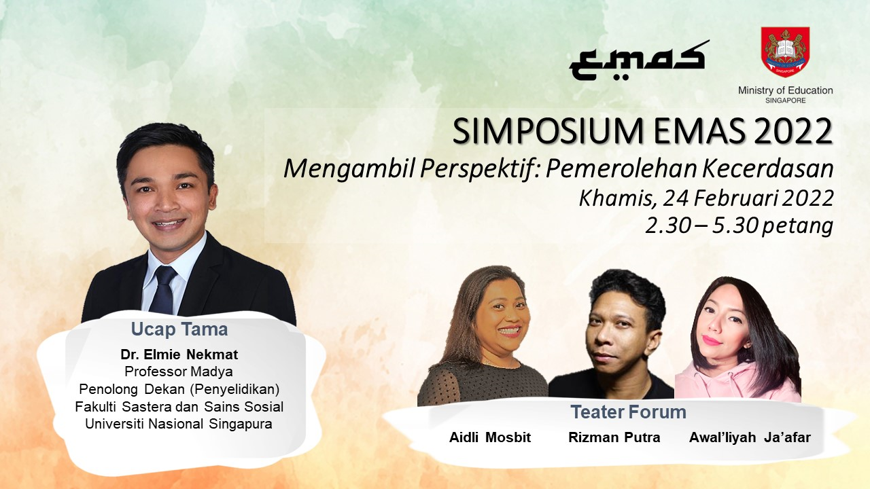 emas
Ministry of Education
SINGAPORE
SIMPOSIUM EMAS 2022
Mengambil Perspektif: Pemerolehan Kecerdasan
Khamis, 24 Februari 2022
2.30 – 5.30 petang
Ucap Tama
Dr. Elmie Nekmat
Professor Madya
Penolong Dekan (Penyelidikan)
Fakulti Sastera dan Sains Sosial
Universiti Nasional Singapura
Teater Forum
Aidli Mosbit Rizman Putra Awal’liyah Ja’afar